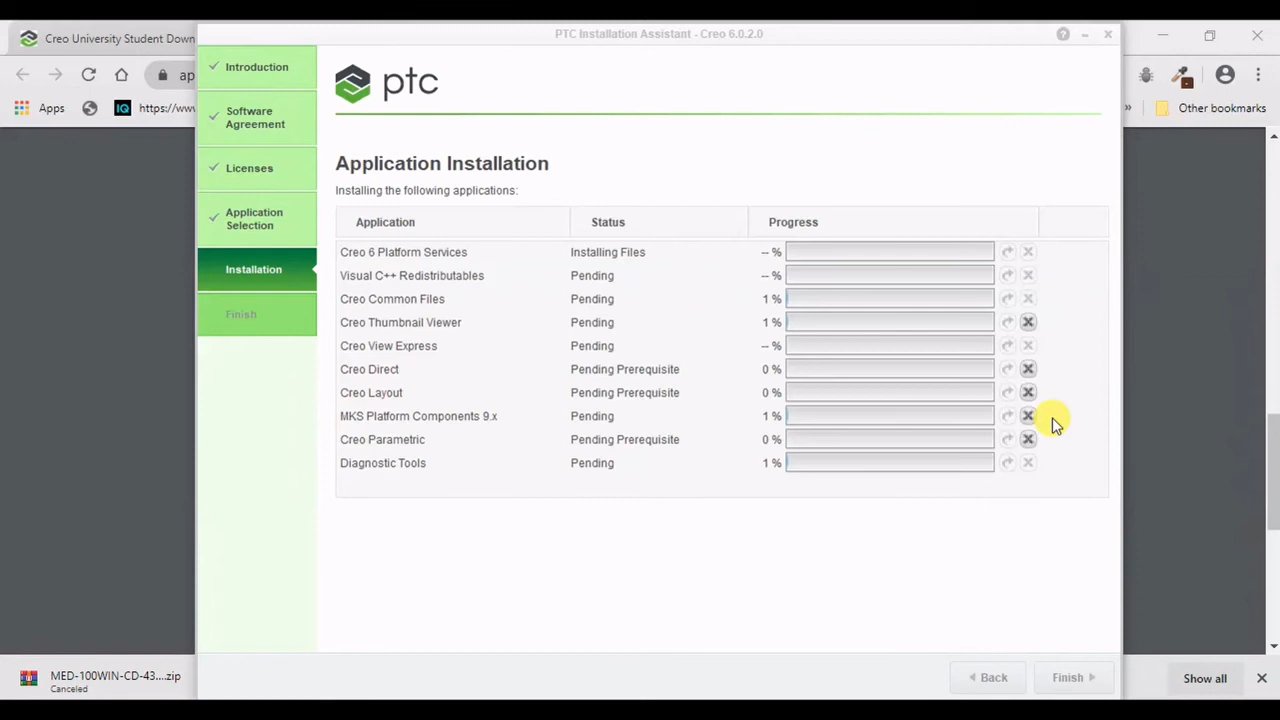 Creo University Student Down
PTC Installation Assistant - Creo 6.0.2.0
ap
Apps
IQ
https://www
»
Other bookmarks
Introduction
Software
Agreement
Licenses
Application
Selection
Installation
Finish
ptc
Application Installation
Installing the following applications:
Application Status Progress
Creo 6 Platform Services Installing Files -- %
Visual C++ Redistributables Pending -- %
Creo Common Files Pending 1 %
Creo Thumbnail Viewer Pending 1 %
Creo View Express Pending -- %
Creo Direct Pending Prerequisite 0 %
Creo Layout Pending Prerequisite 0 %
MKS Platform Components 9.x Pending 1 %
Creo Parametric Pending Prerequisite 0 %
Diagnostic Tools Pending 1 %
Back Finish
MED-100WIN-CD-43....zip
Canceled
Show all